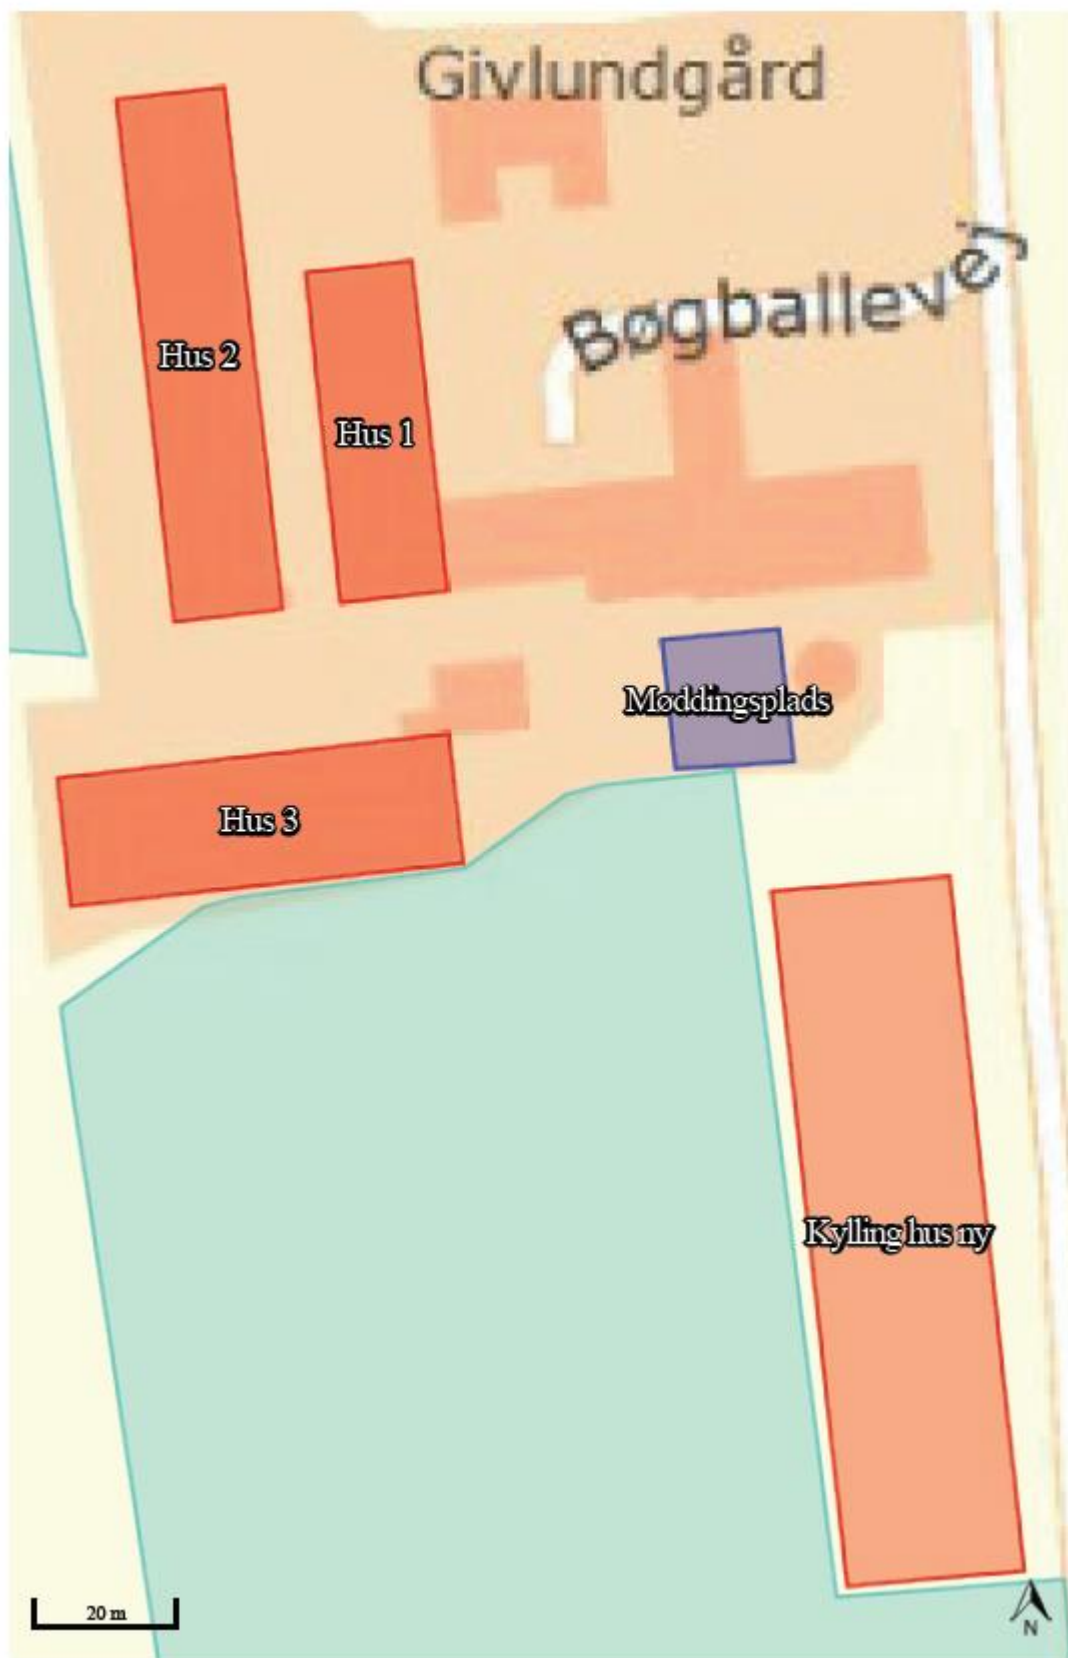 Givlundgård
Bøgballevej
Hus 2
Hus 1
Møddingsplads
Hus 3
Kylling hus ny
20 m
N